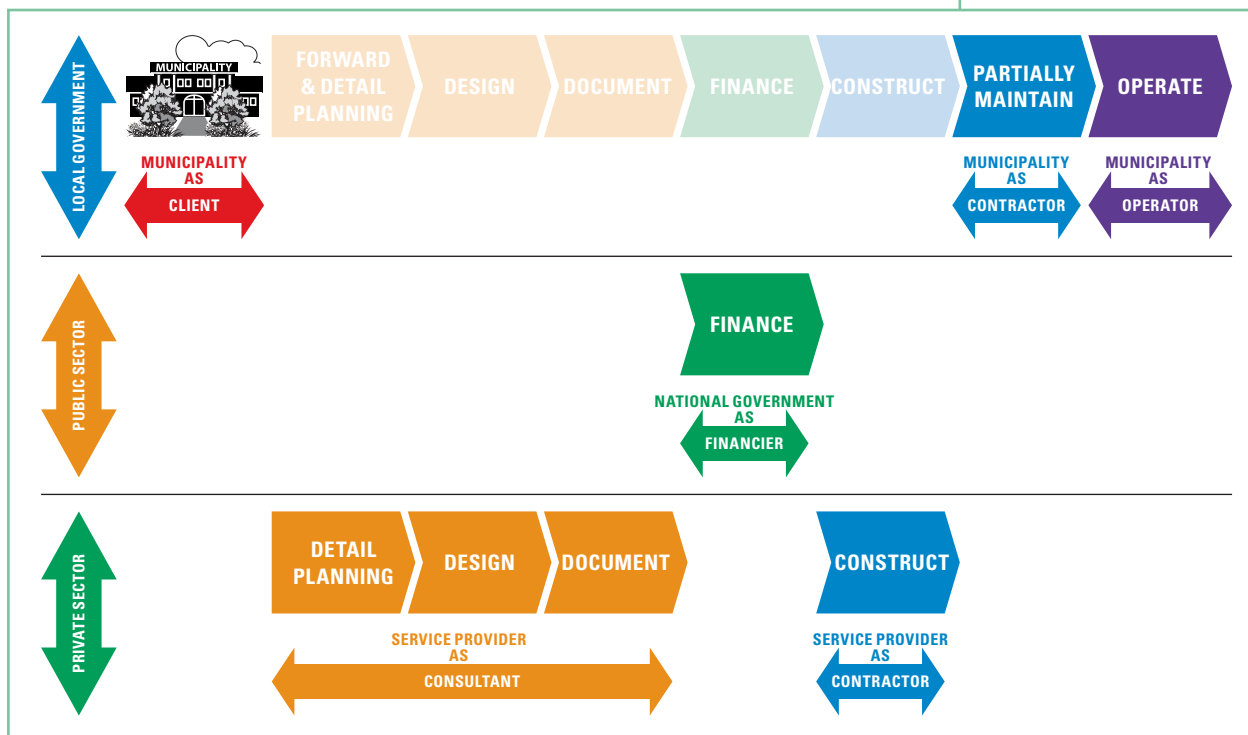 LOCAL GOVERNMENT
MUNICIPALITY
FORWARD
& DETAIL
PLANNING
DESIGN
DOCUMENT
FINANCE
CONSTRUCT
PARTIALLY
MAINTAIN
OPERATE
MUNICIPALITY
AS
CLIENT
MUNICIPALITY
AS
CONTRACTOR
MUNICIPALITY
AS
OPERATOR
PUBLIC SECTOR
FINANCE
NATIONAL GOVERNMENT
AS
FINANCIER
PRIVATE SECTOR
DETAIL
PLANNING
DESIGN
DOCUMENT
CONSTRUCT
SERVICE PROVIDER
AS
CONSULTANT
SERVICE PROVIDER
AS
CONTRACTOR